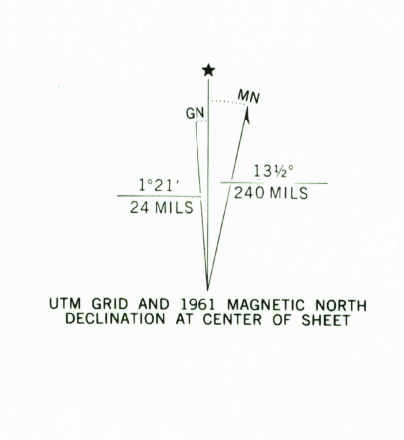 ★
MN
GN
1°21'
24 MILS
13½°
240 MILS
UTM GRID AND 1961 MAGNETIC NORTH
DECLINATION AT CENTER OF SHEET